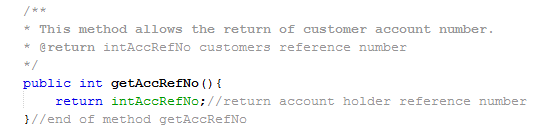 /**
* This method allows the return of customer account number.
* @return intAccRefNo customers reference number
*/
public int getAccRefNo(){
return intAccRefNo;//return account holder reference number
}//end of method getAccRefNo